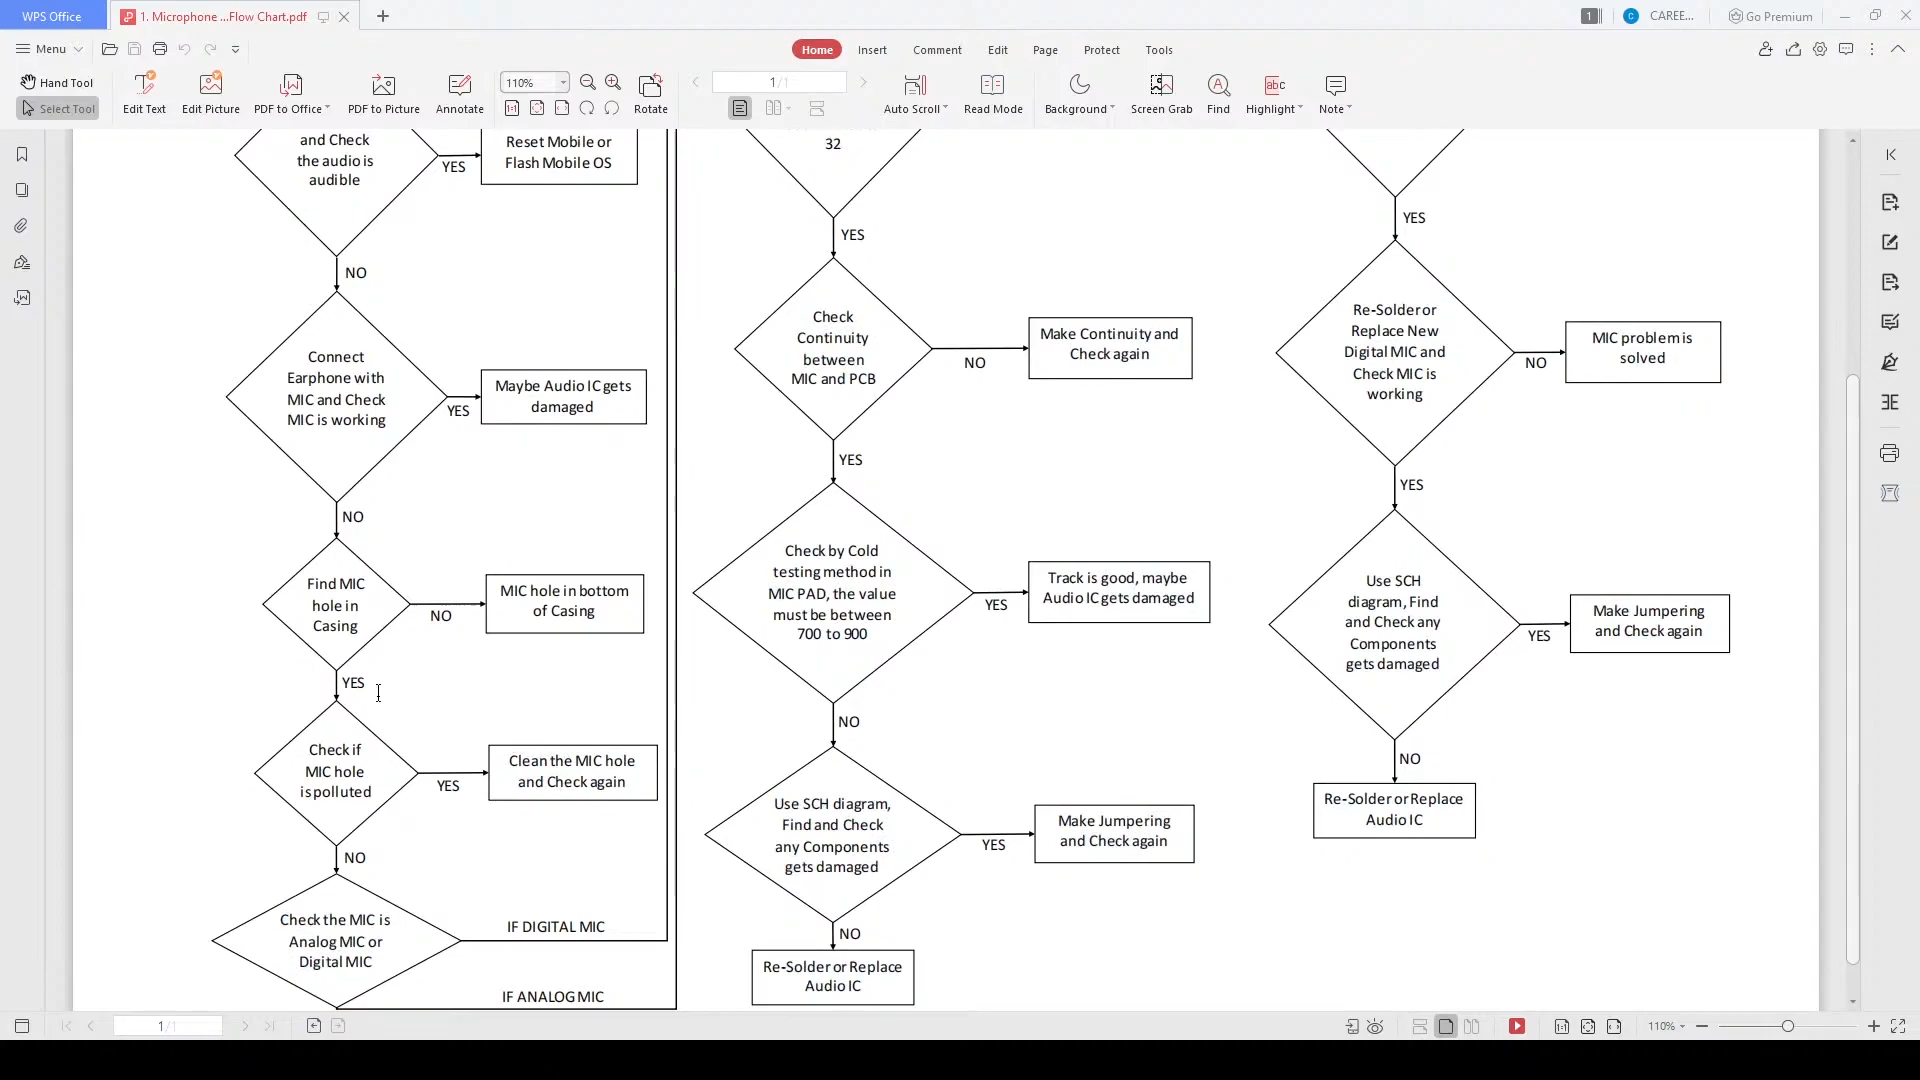 WPS Office
1. Microphone ...Flow Chart.pdf
1
C
CAREE...
Go Premium
Menu
Home
Insert
Comment
Edit
Page
Protect
Tools
Hand Tool
Select Tool
Edit Text
Edit Picture
PDF to Office
PDF to Picture
Annotate
110%
Rotate
1/1
Auto Scroll
Read Mode
Background
Screen Grab
Find
abc
Highlight
Note
and Check
the audio is
audible
YES
Reset Mobile or
Flash Mobile OS
NO
Connect
Earphone with
MIC and Check
MIC is working
YES
Maybe Audio IC gets
damaged
NO
Find MIC
hole in
Casing
NO
MIC hole in bottom
of Casing
YES
Check if
MIC hole
is polluted
YES
Clean the MIC hole
and Check again
NO
Check the MIC is
Analog MIC or
Digital MIC
IF DIGITAL MIC
IF ANALOG MIC
32
YES
Check
Continuity
between
MIC and PCB
NO
Make Continuity and
Check again
YES
Check by Cold
testing method in
MIC PAD, the value
must be between
700 to 900
YES
Track is good, maybe
Audio IC gets damaged
NO
Use SCH diagram,
Find and Check
any Components
gets damaged
YES
Make Jumpering
and Check again
NO
Re-Solder or Replace
Audio IC
YES
Re-Solder or
Replace New
Digital MIC and
Check MIC is
working
NO
MIC problem is
solved
YES
Use SCH
diagram, Find
and Check any
Components
gets damaged
YES
Make Jumpering
and Check again
NO
Re-Solder or Replace
Audio IC
1/1
110%